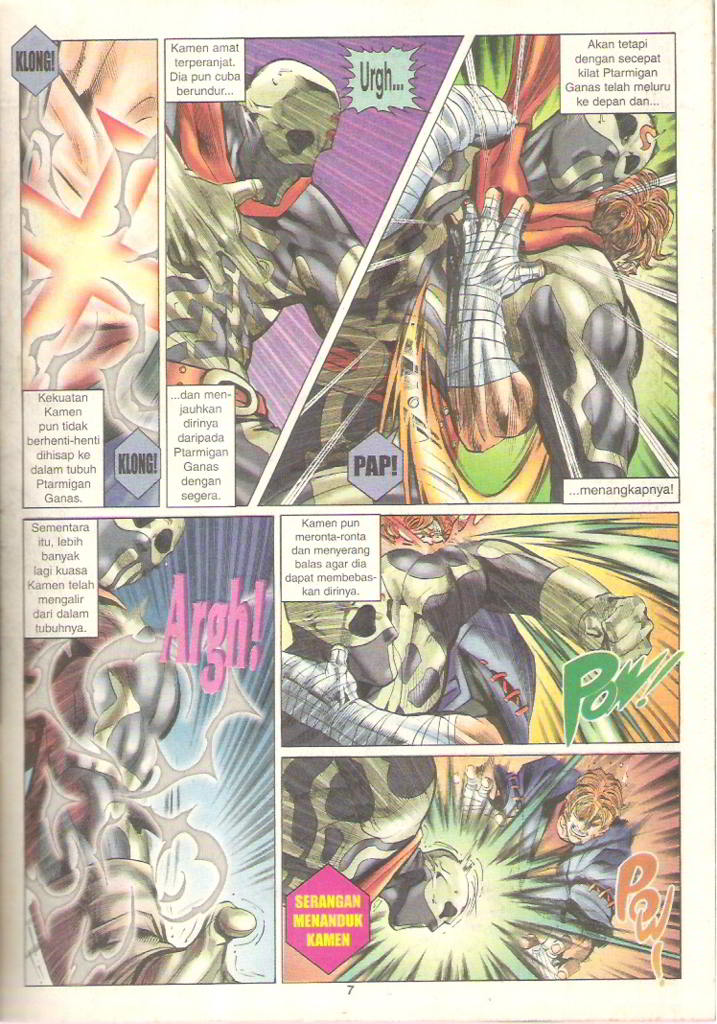 KLONG!
Kekuatan
Kamen
pun tidak
berhenti-henti
dihisap ke
dalam tubuh
Ptarmigan
Ganas.
KLONG!
Kamen amat
terperanjat.
Dia pun cuba
berundur...
Urgh...
...dan men-
jauhkan
dirinya
daripada
Ptarmigan
Ganas
dengan
segera.
Akan tetapi
dengan secepat
kilat Ptarmigan
Ganas telah meluru
ke depan dan...
PAP!
...menangkapnya!
Sementara
itu, lebih
banyak
lagi kuasa
Kamen telah
mengalir
dari dalam
tubuhnya.
Argh!
Kamen pun
meronta-ronta
dan menyerang
balas agar dia
dapat membebas-
kan dirinya.
POW!!
SERANGAN
MENANDUK
KAMEN
POW!
7